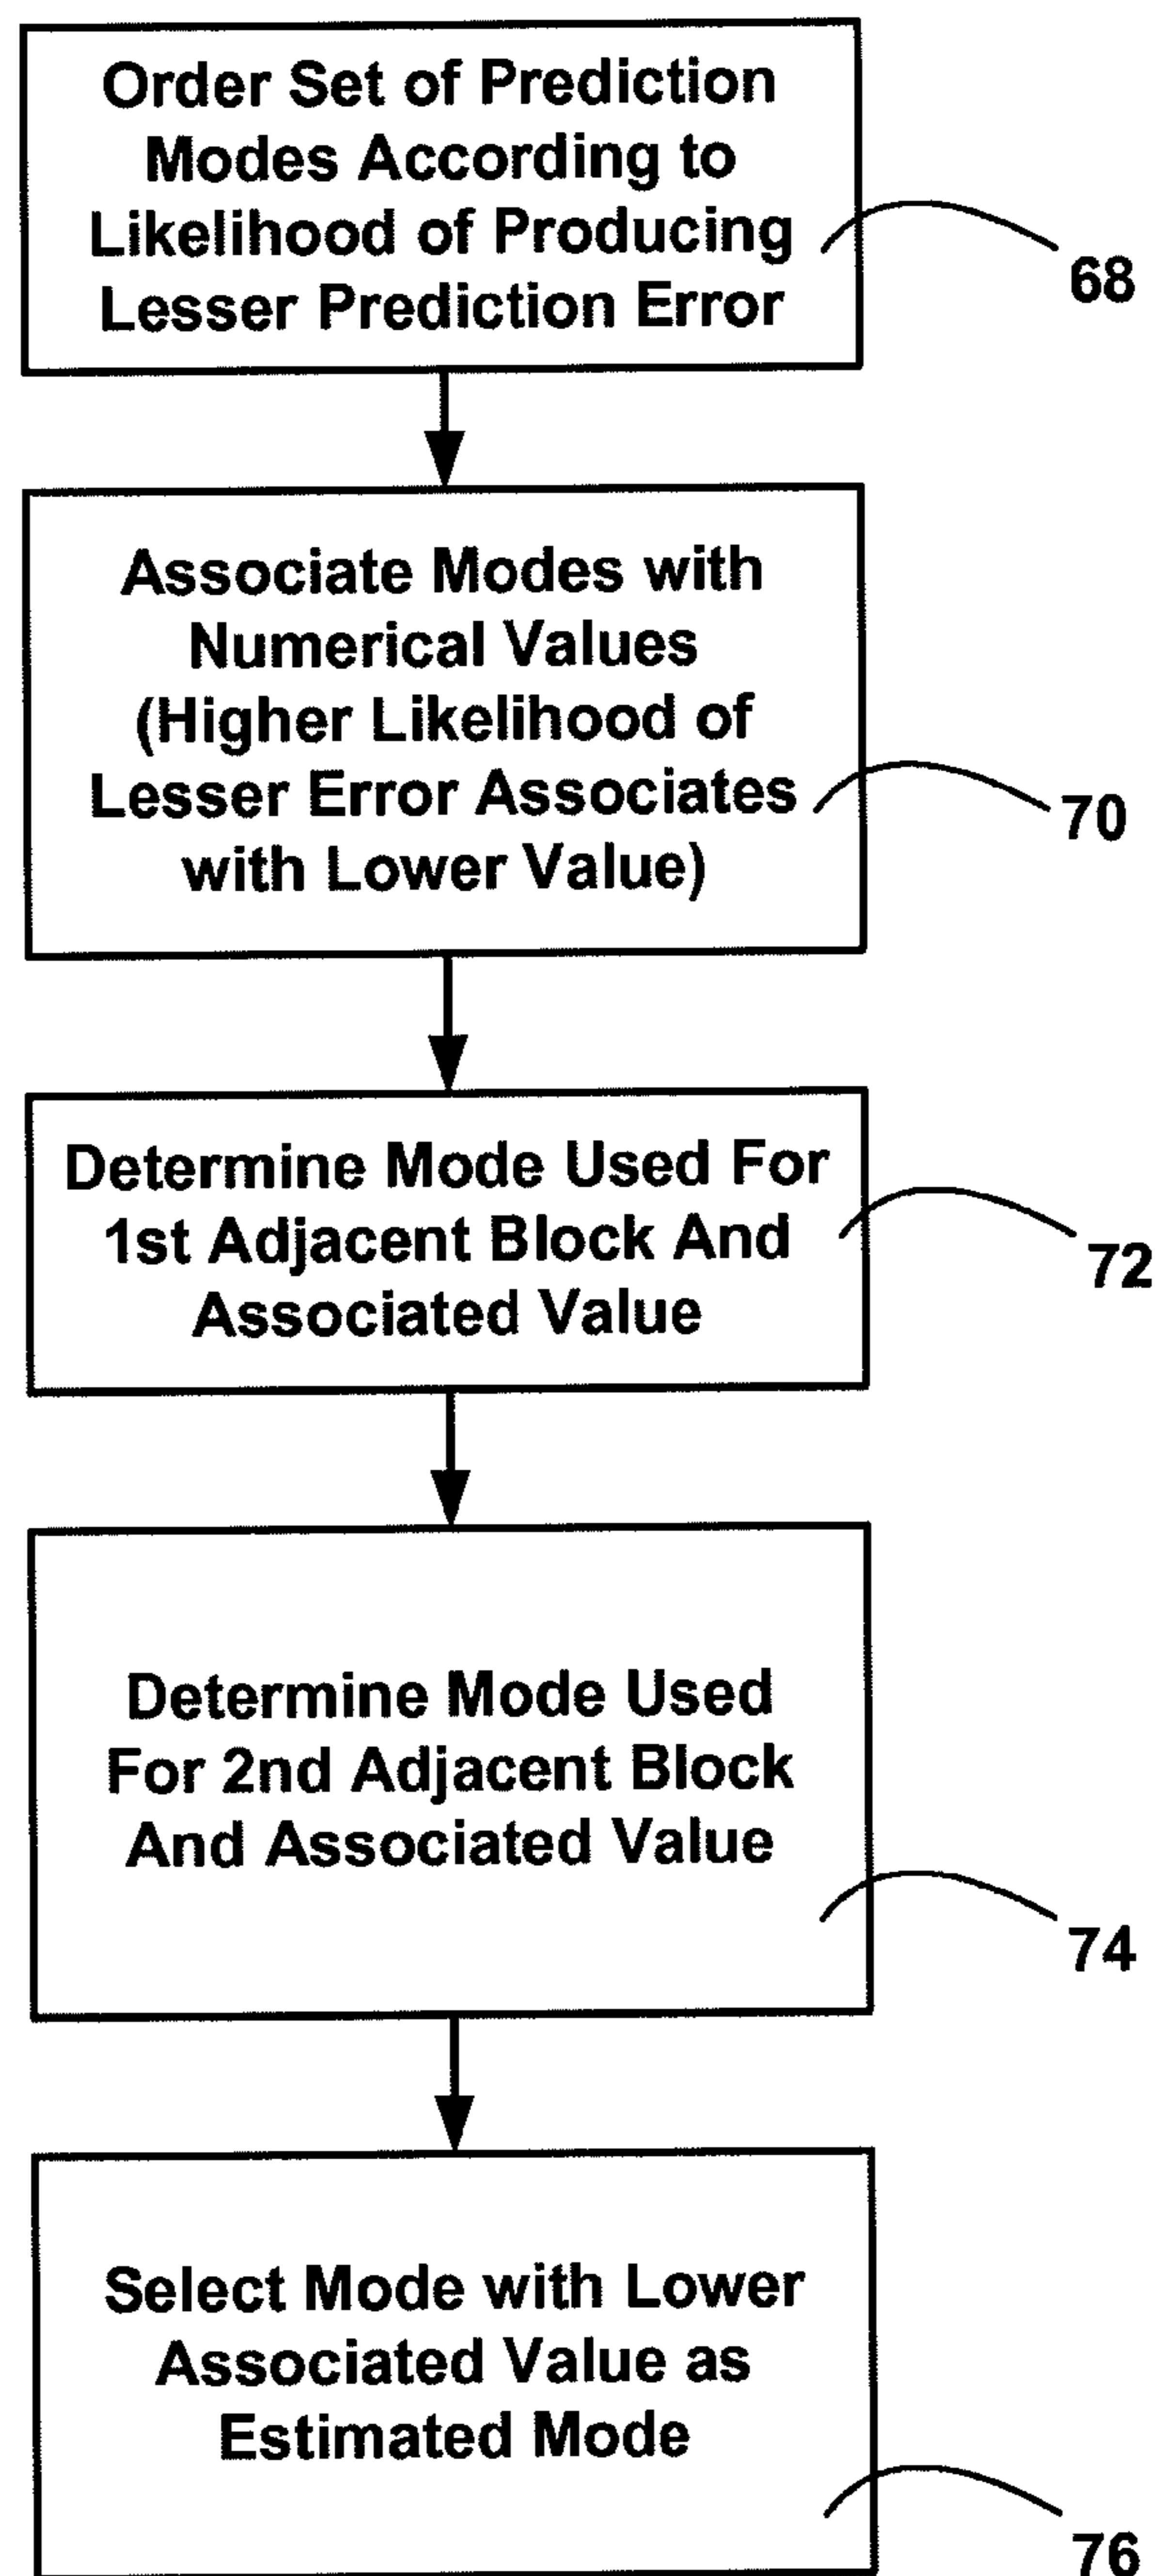 Order Set of Prediction
Modes According to
Likelihood of Producing
Lesser Prediction Error
68
Associate Modes with
Numerical Values
(Higher Likelihood of
Lesser Error Associates
with Lower Value)
70
Determine Mode Used For
1st Adjacent Block And
Associated Value
72
Determine Mode Used
For 2nd Adjacent Block
And Associated Value
74
Select Mode with Lower
Associated Value as
Estimated Mode
76